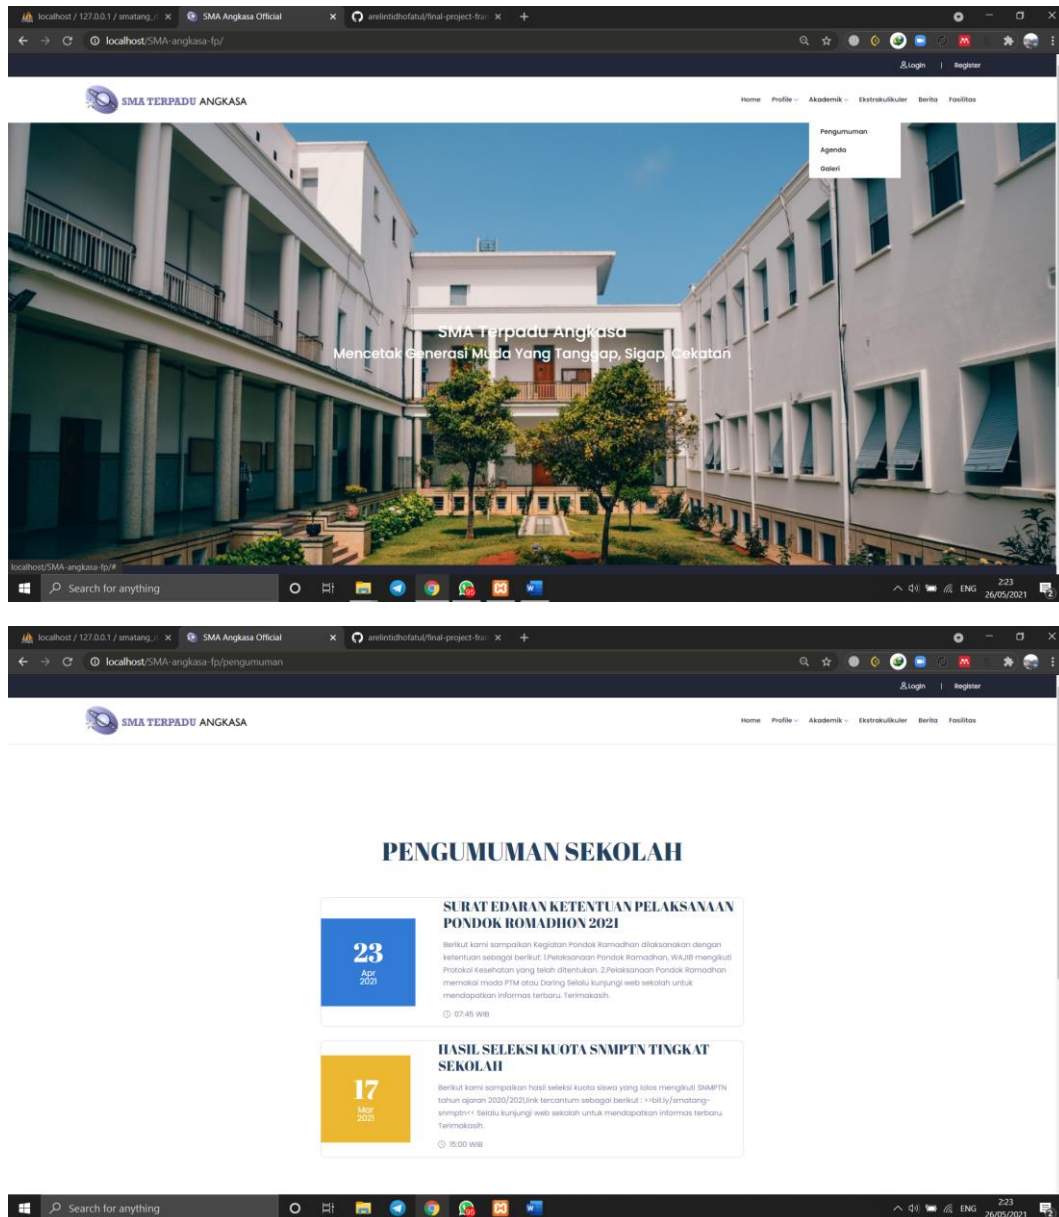 localhost / 127.0.0.1 / smatang_d
SMA Angkasa Official
arelintidhofatul/final-project-fran
localhost/SMA-angkasa-fp/
Login | Register
SMA TERPADU ANGKASA
Home Profile Akademik Ekstrakulikuler Berita Fasilitas
Pengumuman
Agenda
Galeri
SMA Terpadu Angkasa
Mencetak Generasi Muda Yang Tanggap, Sigap, Cekatan
localhost/SMA-angkasa-fp/#
Search for anything
ENG
2:23
26/05/2021
localhost / 127.0.0.1 / smatang_d
SMA Angkasa Official
arelintidhofatul/final-project-fran
localhost/SMA-angkasa-fp/pengumuman
Login | Register
SMA TERPADU ANGKASA
Home Profile Akademik Ekstrakulikuler Berita Fasilitas
PENGUMUMAN SEKOLAH
23
Apr
2021
SURAT EDARAN KETENTUAN PELAKSANAAN
PONDOK ROMADHON 2021
Berikut kami sampaikan Kegiatan Pondok Ramadhan dilaksanakan dengan
ketentuan sebagai berikut: 1.Pelaksanaan Pondok Ramadhan, WAJIB mengikuti
Protokol Kesehatan yang telah ditentukan. 2.Pelaksanaan Pondok Ramadhan
memakai moda PTM atau Daring Selalu kunjungi web sekolah untuk
mendapatkan informas terbaru. Terimakasih.
07:45 WIB
17
Mar
2021
HASIL SELEKSI KUOTA SNMPTN TINGKAT
SEKOLAH
Berikut kami sampaikan hasil seleksi kuota siswa yang lolos mengikuti SNMPTN
tahun ajaran 2020/2021,link tercantum sebagai berikut : >>bit.ly/smatang-
snmptn<< Selalu kunjungi web sekolah untuk mendapatkan informas terbaru.
Terimakasih.
15:00 WIB
Search for anything
ENG
2:23
26/05/2021